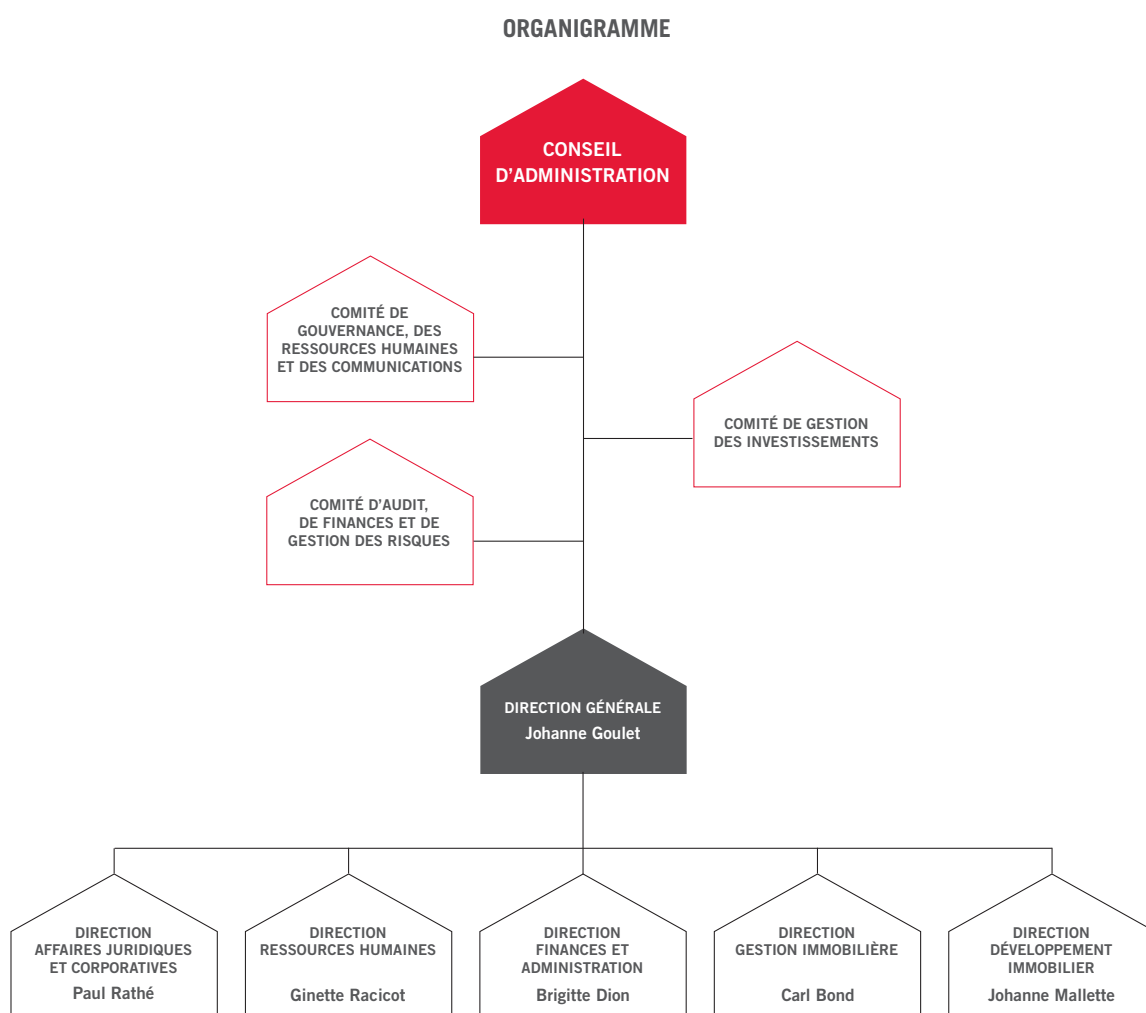 ORGANIGRAMME
CONSEIL
D'ADMINISTRATION
COMITÉ DE
GOUVERNANCE, DES
RESSOURCES HUMAINES
ET DES COMMUNICATIONS
COMITÉ DE GESTION
DES INVESTISSEMENTS
COMITÉ D'AUDIT,
DE FINANCES ET DE
GESTION DES RISQUES
DIRECTION GÉNÉRALE
Johanne Goulet
DIRECTION
AFFAIRES JURIDIQUES
ET CORPORATIVES
Paul Rathé
DIRECTION
RESSOURCES HUMAINES
Ginette Racicot
DIRECTION
FINANCES ET
ADMINISTRATION
Brigitte Dion
DIRECTION
GESTION IMMOBILIÈRE
Carl Bond
DIRECTION
DÉVELOPPEMENT
IMMOBILIER
Johanne Mallette